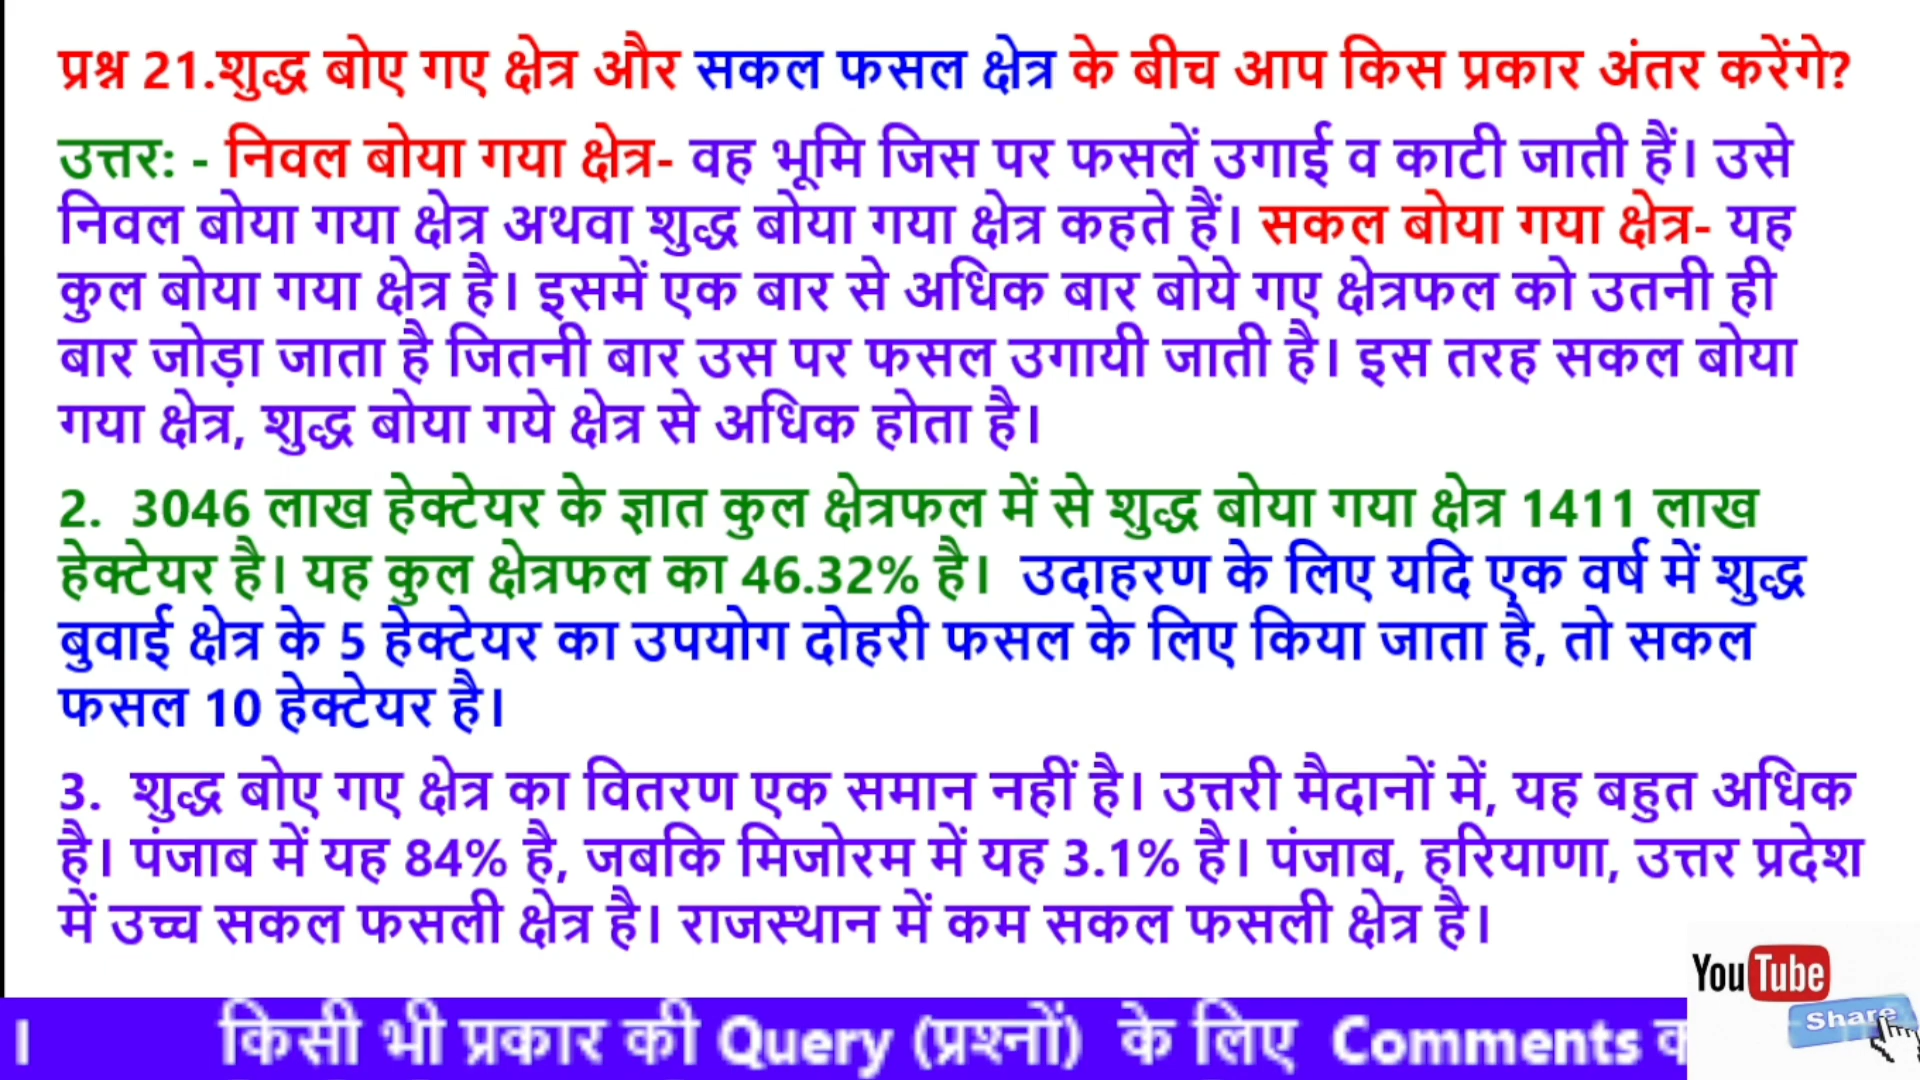 प्रश्न 21.शुद्ध बोए गए क्षेत्र और सकल फसल क्षेत्र के बीच आप किस प्रकार अंतर करेंगे?
उत्तर: - निवल बोया गया क्षेत्र- वह भूमि जिस पर फसलें उगाई व काटी जाती हैं। उसे
निवल बोया गया क्षेत्र अथवा शुद्ध बोया गया क्षेत्र कहते हैं। सकल बोया गया क्षेत्र- यह
कुल बोया गया क्षेत्र है। इसमें एक बार से अधिक बार बोये गए क्षेत्रफल को उतनी ही
बार जोड़ा जाता है जितनी बार उस पर फसल उगायी जाती है। इस तरह सकल बोया
गया क्षेत्र, शुद्ध बोया गये क्षेत्र से अधिक होता है।
2. 3046 लाख हेक्टेयर के ज्ञात कुल क्षेत्रफल में से शुद्ध बोया गया क्षेत्र 1411 लाख
हेक्टेयर है। यह कुल क्षेत्रफल का 46.32% है। उदाहरण के लिए यदि एक वर्ष में शुद्ध
बुवाई क्षेत्र के 5 हेक्टेयर का उपयोग दोहरी फसल के लिए किया जाता है, तो सकल
फसल 10 हेक्टेयर है।
3. शुद्ध बोए गए क्षेत्र का वितरण एक समान नहीं है। उत्तरी मैदानों में, यह बहुत अधिक
है। पंजाब में यह 84% है, जबकि मिजोरम में यह 3.1% है। पंजाब, हरियाणा, उत्तर प्रदेश
में उच्च सकल फसली क्षेत्र है। राजस्थान में कम सकल फसली क्षेत्र है।
YouTube
Share
। किसी भी प्रकार की Query (प्रश्नों) के लिए Comments